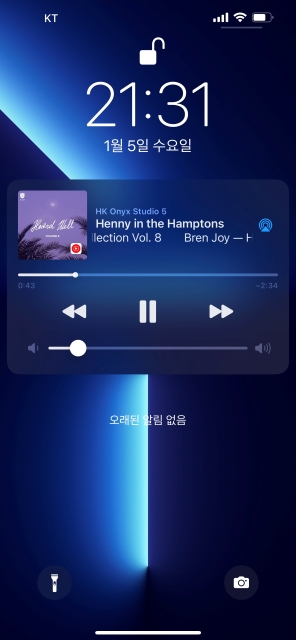 KT
21:31
1월 5일 수요일
HK Onyx Studio 5
Henny in the Hamptons
llection Vol. 8 Bren Joy — H
0:43
-2:34
오래된 알림 없음